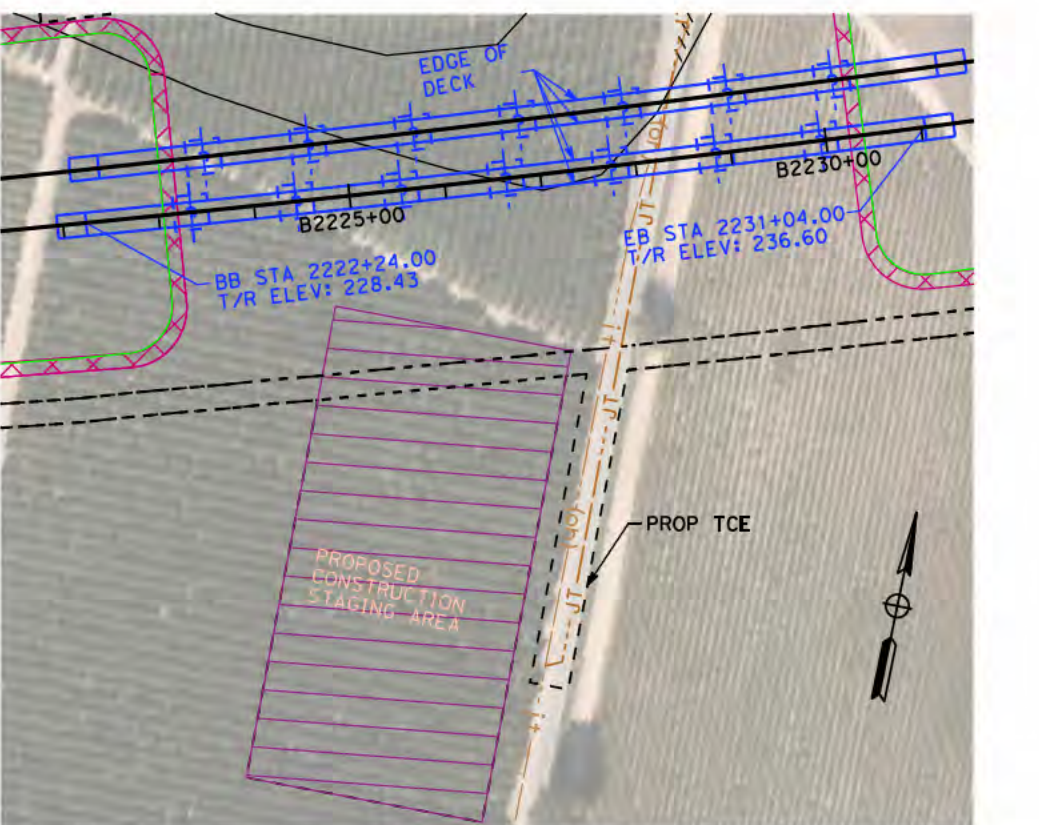 EDGE OF
DECK
B2230+00
B2225+00
EB STA 2231+04.00
T/R ELEV: 236.60
BB STA 2222+24.00
T/R ELEV: 228.43
JT
JT
(OH)
PROP TCE
PROPOSED
CONSTRUCTION
STAGING AREA
JT